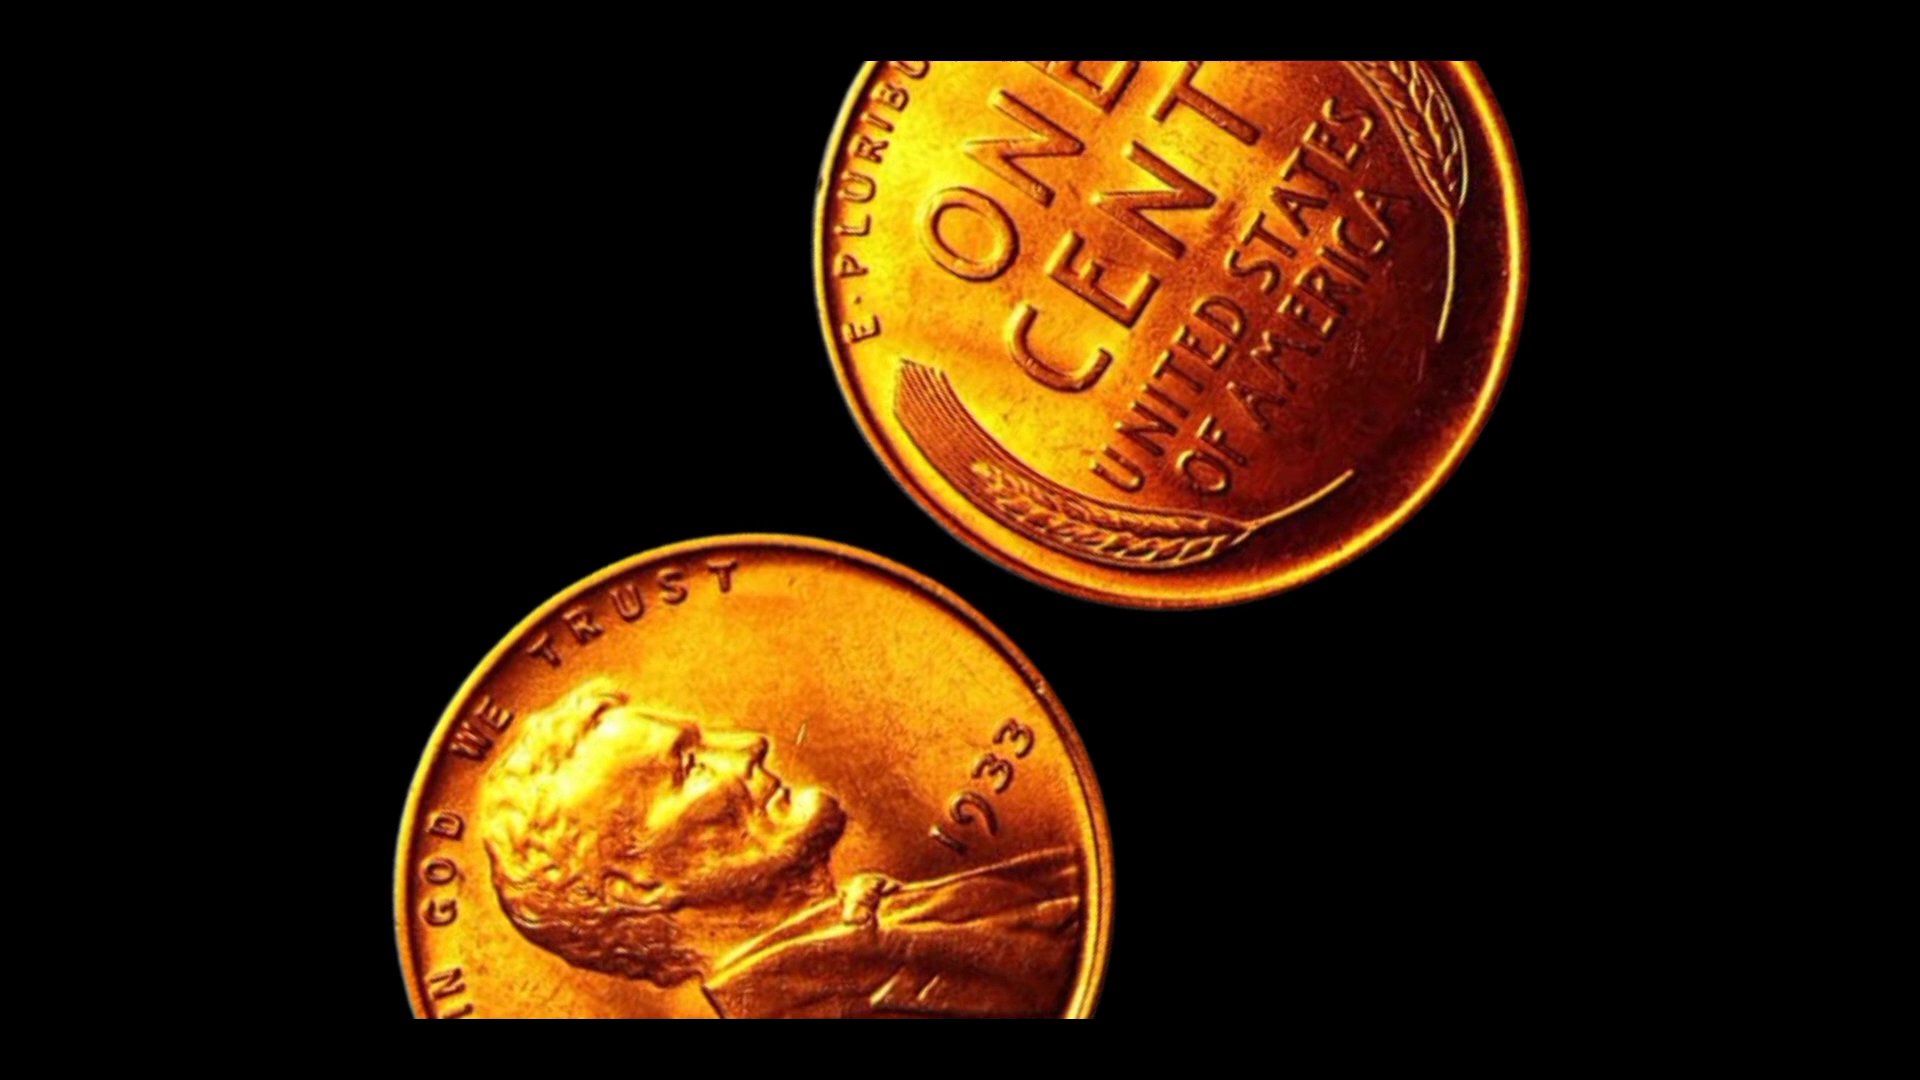 E·PLURIBU
ONE
CENT
UNITED STATES
OF AMERICA
IN GOD WE TRUST
1933